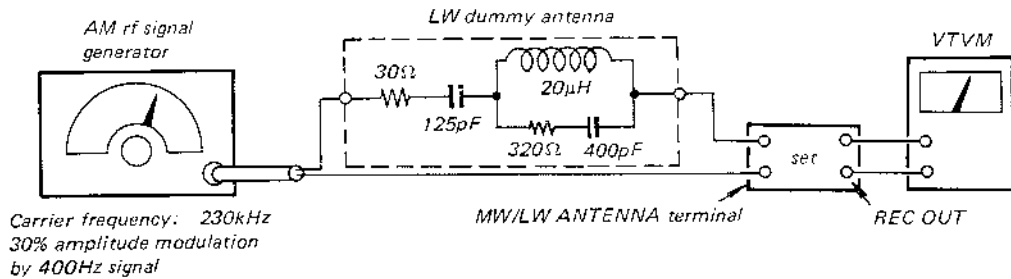 AM rf signal
generator
LW dummy antenna
VTVM
30Ω
125pF
20μH
320Ω
400pF
set
MW/LW ANTENNA terminal
REC OUT
Carrier frequency: 230kHz
30% amplitude modulation
by 400Hz signal